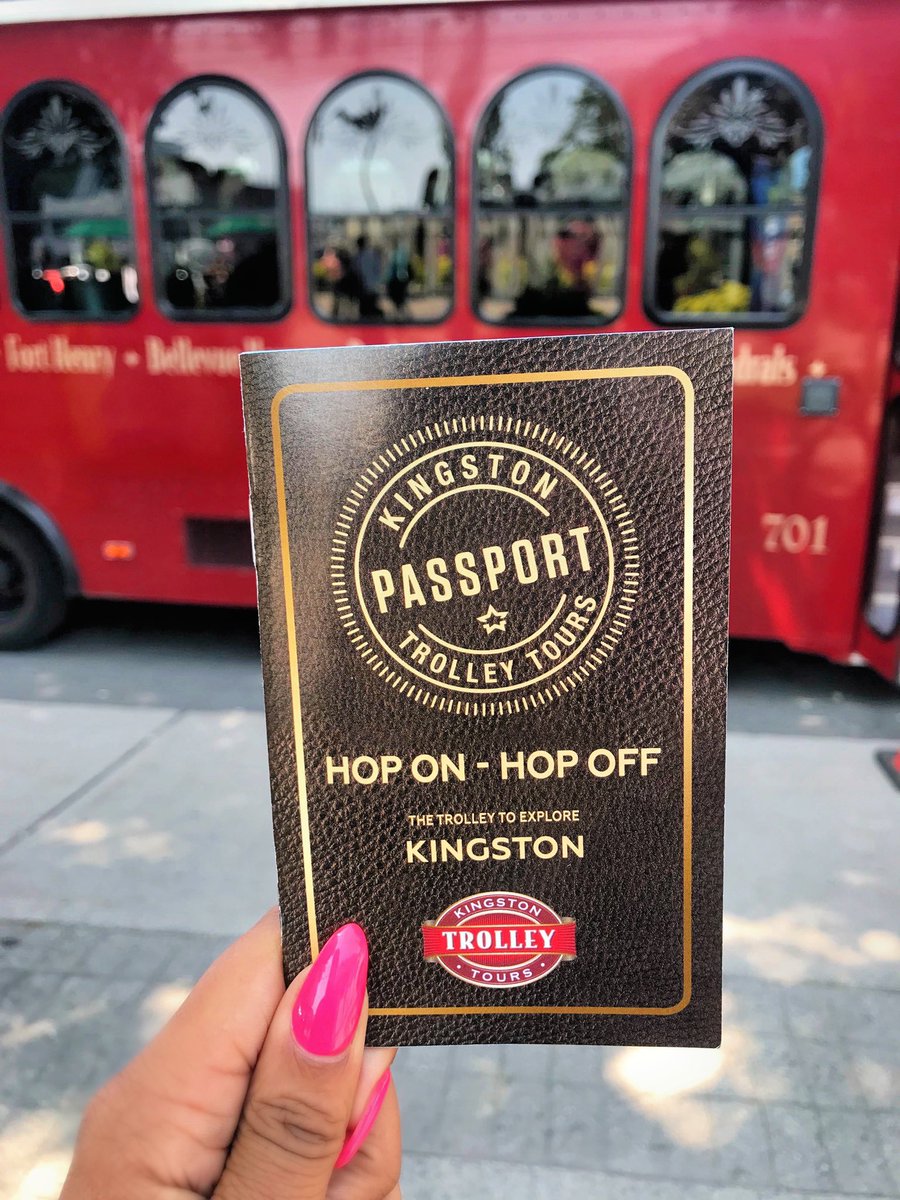 Fort Henry • Bellevue
drals
701
KINGSTON
PASSPORT
TROLLEY TOURS
HOP ON - HOP OFF
THE TROLLEY TO EXPLORE
KINGSTON
KINGSTON
TROLLEY
• TOURS •